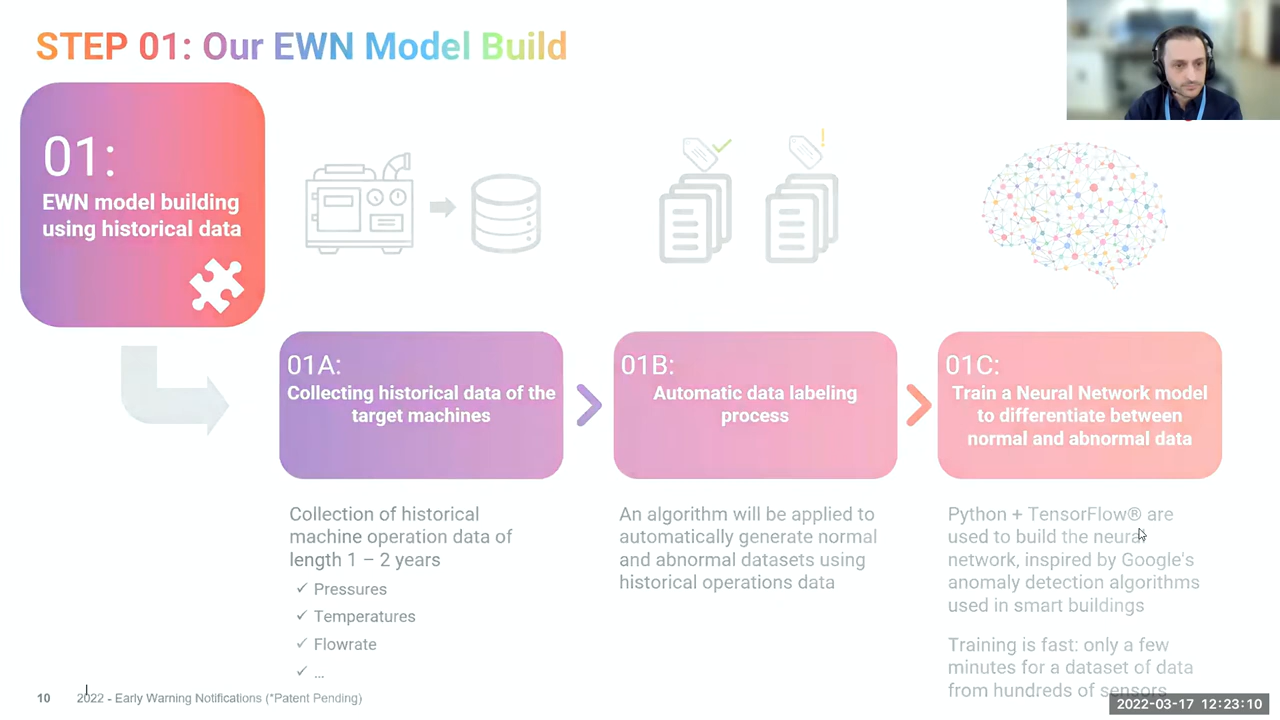 STEP 01: Our EWN Model Build
01:
EWN model building
using historical data
01A:
Collecting historical data of the
target machines
01B:
Automatic data labeling
process
01C:
Train a Neural Network model
to differentiate between
normal and abnormal data
Collection of historical
machine operation data of
length 1 – 2 years
✓ Pressures
✓ Temperatures
✓ Flowrate
✓ ...
An algorithm will be applied to
automatically generate normal
and abnormal datasets using
historical operations data
Python + TensorFlow® are
used to build the neural
network, inspired by Google's
anomaly detection algorithms
used in smart buildings
Training is fast: only a few
minutes for a dataset of data
from hundreds of sensors
10 2022 - Early Warning Notifications (*Patent Pending)
2022-03-17 12:23:10